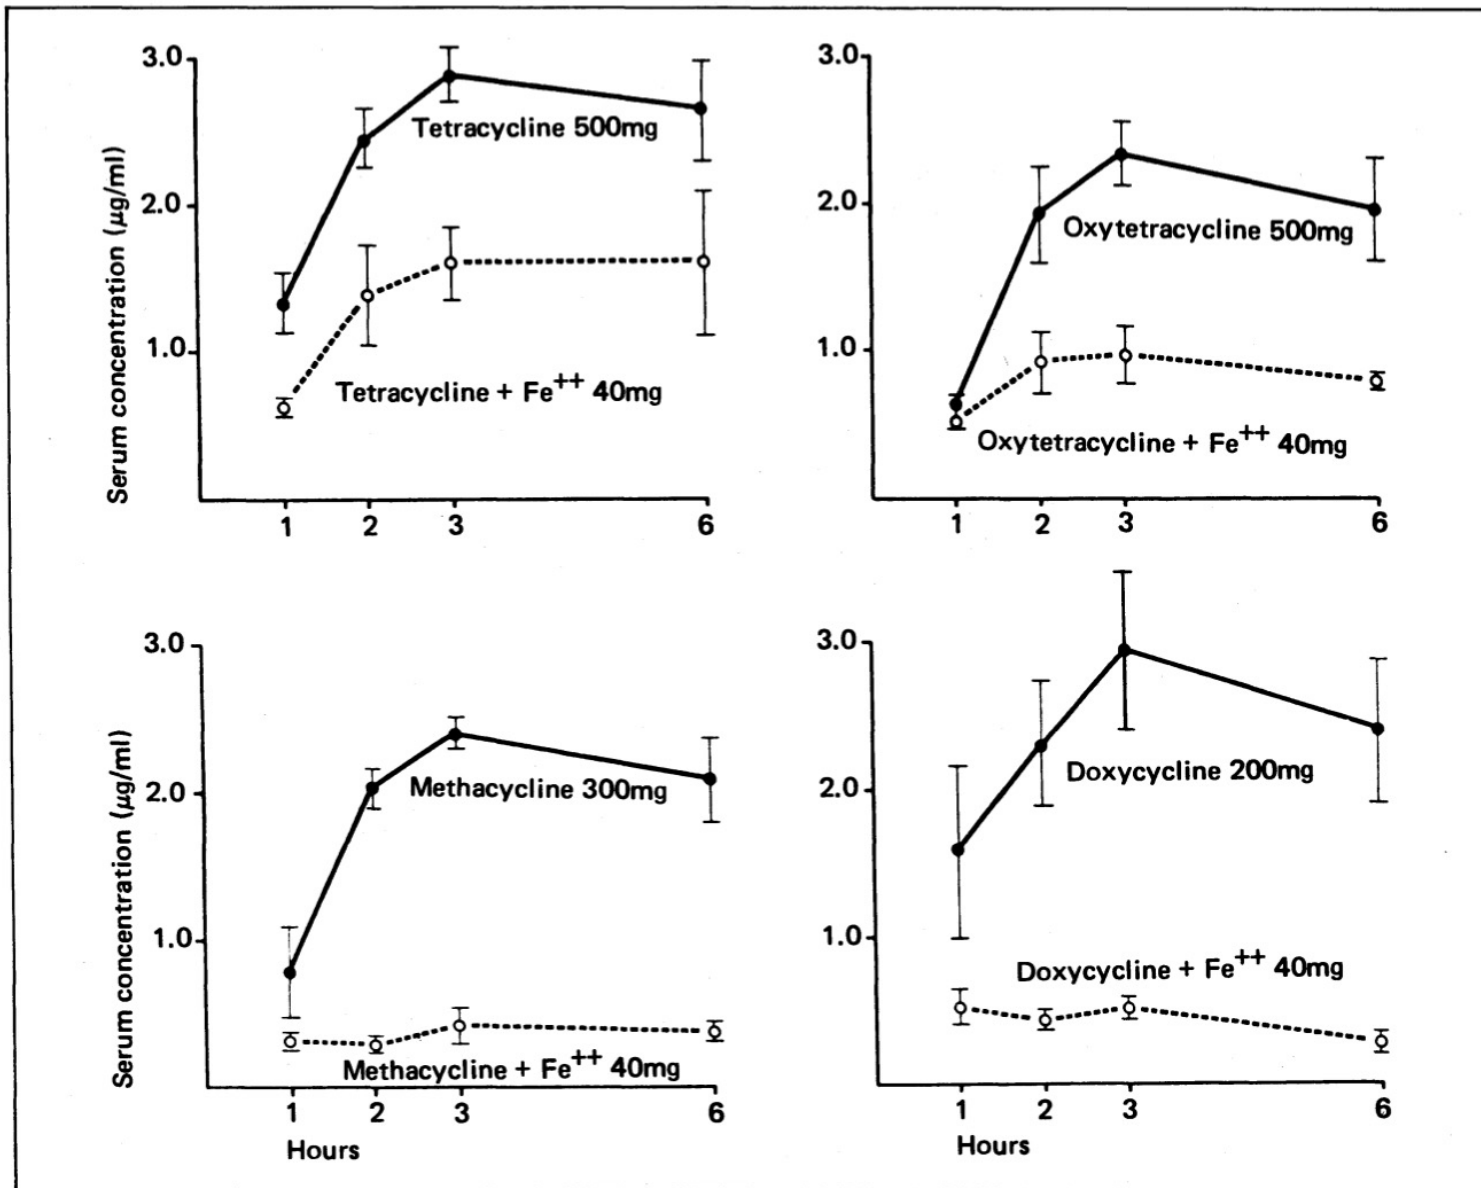 Serum concentration (µg/ml)
3.0
2.0
1.0
Tetracycline 500mg
Tetracycline + Fe++ 40mg
1 2 3 6
3.0
2.0
1.0
Oxytetracycline 500mg
Oxytetracycline + Fe++ 40mg
1 2 3 6
Serum concentration (µg/ml)
3.0
2.0
1.0
Methacycline 300mg
Methacycline + Fe++ 40mg
1 2 3 6
Hours
3.0
2.0
1.0
Doxycycline 200mg
Doxycycline + Fe++ 40mg
1 2 3 6
Hours